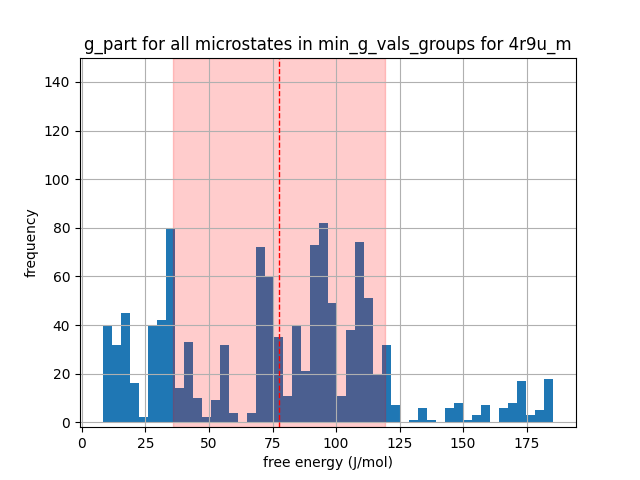 g_part for all microstates in min_g_vals_groups for 4r9u_m
140
120
100
80
60
40
20
0
frequency
0 25 50 75 100 125 150 175
free energy (J/mol)